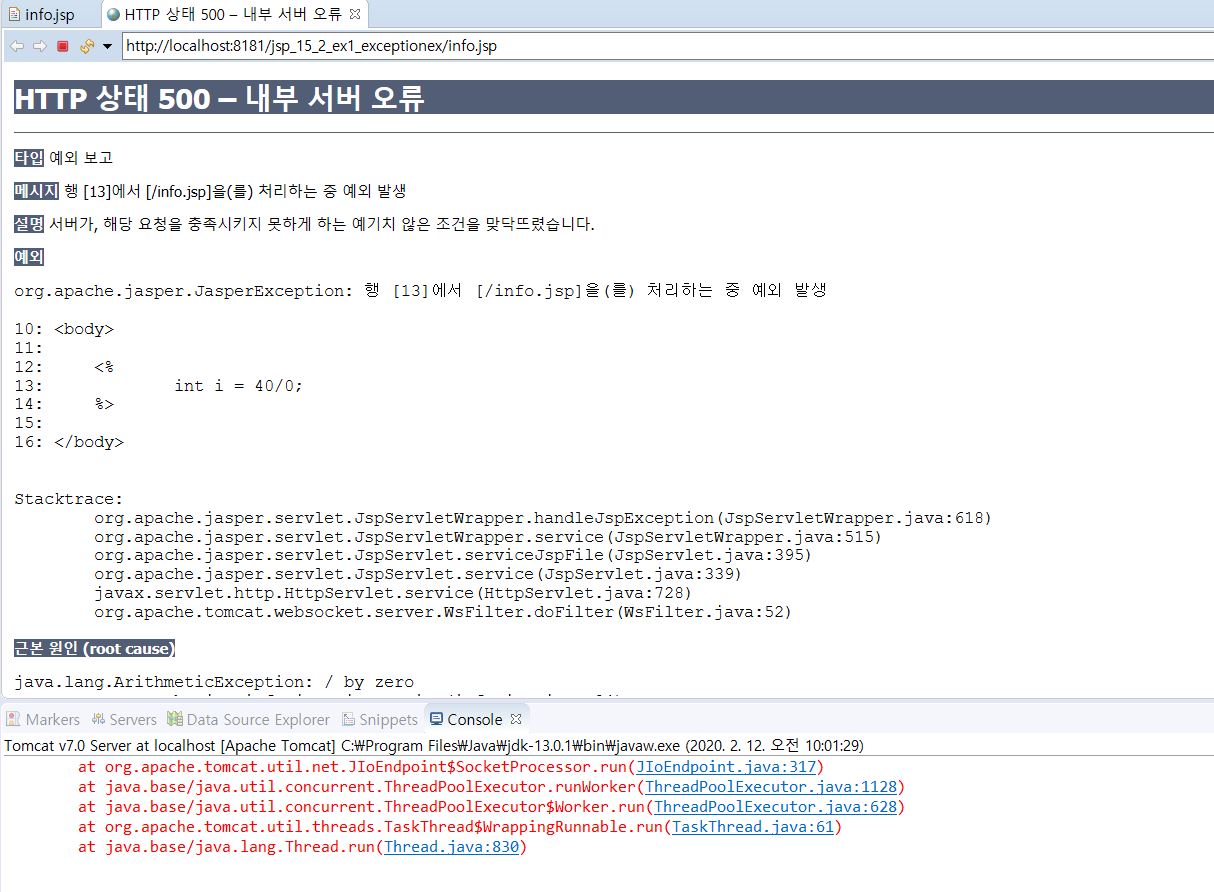 info.jsp
HTTP 상태 500 – 내부 서버 오류
http://localhost:8181/jsp_15_2_ex1_exceptionex/info.jsp
HTTP 상태 500 – 내부 서버 오류
타입 예외 보고
메시지 행 [13]에서 [/info.jsp]을(를) 처리하는 중 예외 발생
설명 서버가, 해당 요청을 충족시키지 못하게 하는 예기치 않은 조건을 맞닥뜨렸습니다.
예외
org.apache.jasper.JasperException: 행 [13]에서 [/info.jsp]을(를) 처리하는 중 예외 발생
10: <body>
11:
12: <%
13: int i = 40/0;
14: %>
15:
16: </body>
Stacktrace:
org.apache.jasper.servlet.JspServletWrapper.handleJspException(JspServletWrapper.java:618)
org.apache.jasper.servlet.JspServletWrapper.service(JspServletWrapper.java:515)
org.apache.jasper.servlet.JspServlet.serviceJspFile(JspServlet.java:395)
org.apache.jasper.servlet.JspServlet.service(JspServlet.java:339)
javax.servlet.http.HttpServlet.service(HttpServlet.java:728)
org.apache.tomcat.websocket.server.WsFilter.doFilter(WsFilter.java:52)
근본 원인 (root cause)
java.lang.ArithmeticException: / by zero
Markers Servers Data Source Explorer Snippets Console
Tomcat v7.0 Server at localhost [Apache Tomcat] C:₩Program Files₩Java₩jdk-13.0.1₩bin₩javaw.exe (2020. 2. 12. 오전 10:01:29)
at org.apache.tomcat.util.net.JIoEndpoint$SocketProcessor.run(JIoEndpoint.java:317)
at java.base/java.util.concurrent.ThreadPoolExecutor.runWorker(ThreadPoolExecutor.java:1128)
at java.base/java.util.concurrent.ThreadPoolExecutor$Worker.run(ThreadPoolExecutor.java:628)
at org.apache.tomcat.util.threads.TaskThread$WrappingRunnable.run(TaskThread.java:61)
at java.base/java.lang.Thread.run(Thread.java:830)